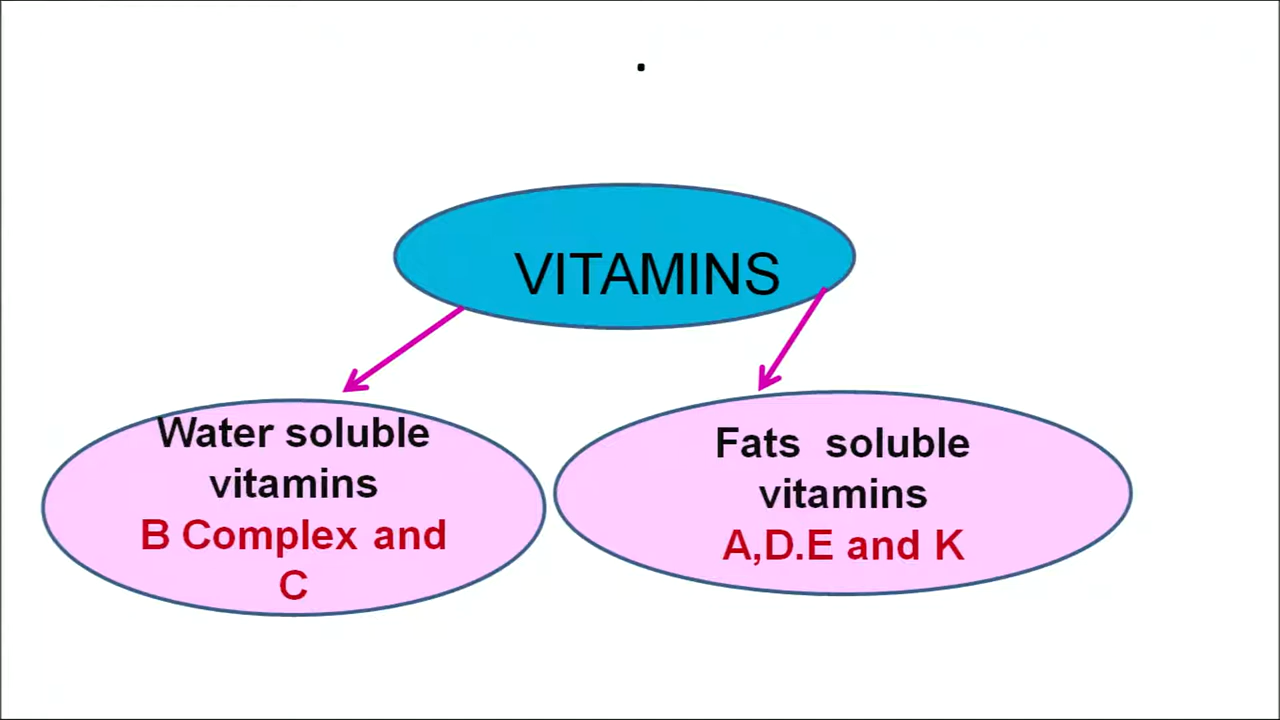 .
VITAMINS
Water soluble
vitamins
B Complex and
C
Fats soluble
vitamins
A,D.E and K